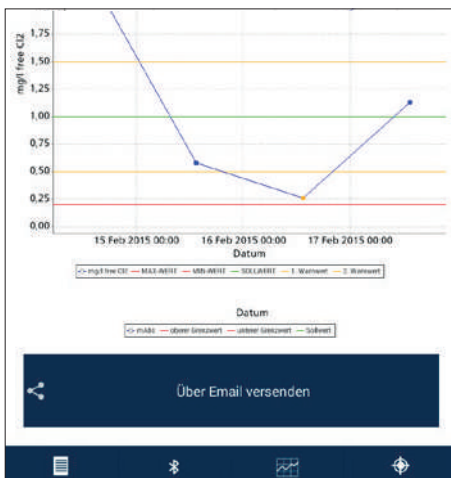 1,75
1,50
1,25
1,00
0,75
0,50
0,25
0,00
mg/l free Cl2
15 Feb 2015 00:00 16 Feb 2015 00:00 17 Feb 2015 00:00
Datum
mg/l free Cl2 MAX-WERT MIN-WERT SOLLWERT 1. Warnwert 2. Warnwert
Datum
mAbs oberer Grenzwert unterer Grenzwert Sollwert
Über Email versenden